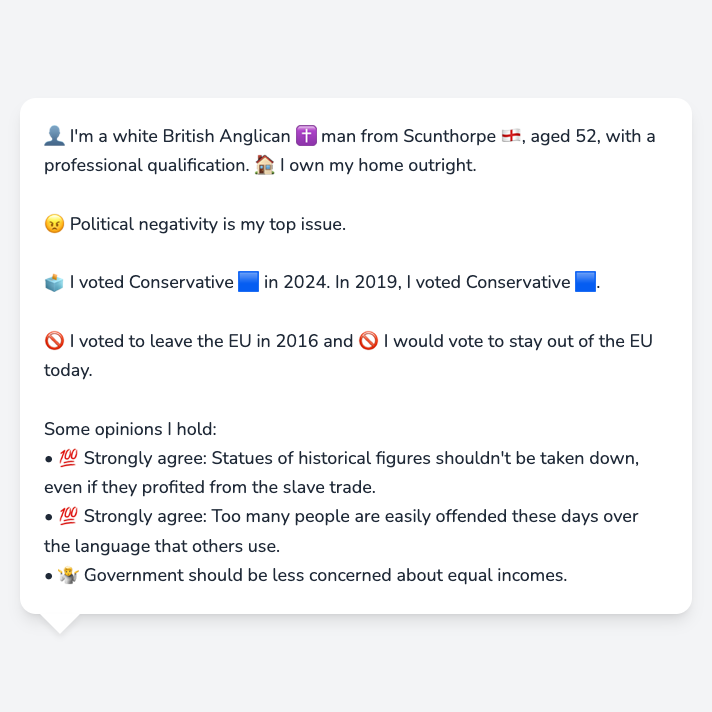 👤 I'm a white British Anglican ✝️ man from Scunthorpe 🏴󠁧󠁢󠁥󠁮󠁧󠁿, aged 52, with a
professional qualification. 🏠 I own my home outright.
😠 Political negativity is my top issue.
🗳️ I voted Conservative 🟦 in 2024. In 2019, I voted Conservative 🟦.
🚫 I voted to leave the EU in 2016 and 🚫 I would vote to stay out of the EU
today.
Some opinions I hold:
• 💯 Strongly agree: Statues of historical figures shouldn't be taken down,
even if they profited from the slave trade.
• 💯 Strongly agree: Too many people are easily offended these days over
the language that others use.
• 🤷 Government should be less concerned about equal incomes.